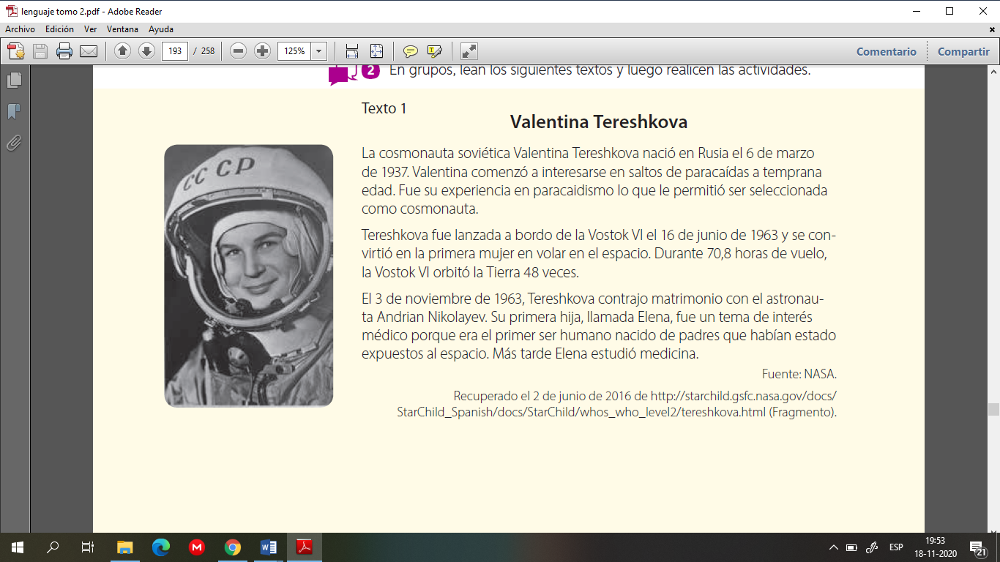 lenguaje tomo 2.pdf - Adobe Reader
Archivo Edición Ver Ventana Ayuda
193 / 258 125% Comentario Compartir
2 En grupos, lean los siguientes textos y luego realicen las actividades.
Texto 1
Valentina Tereshkova
CCCP
La cosmonauta soviética Valentina Tereshkova nació en Rusia el 6 de marzo
de 1937. Valentina comenzó a interesarse en saltos de paracaídas a temprana
edad. Fue su experiencia en paracaidismo lo que le permitió ser seleccionada
como cosmonauta.
Tereshkova fue lanzada a bordo de la Vostok VI el 16 de junio de 1963 y se con-
virtió en la primera mujer en volar en el espacio. Durante 70,8 horas de vuelo,
la Vostok VI orbitó la Tierra 48 veces.
El 3 de noviembre de 1963, Tereshkova contrajo matrimonio con el astronau-
ta Andrian Nikolayev. Su primera hija, llamada Elena, fue un tema de interés
médico porque era el primer ser humano nacido de padres que habían estado
expuestos al espacio. Más tarde Elena estudió medicina.
Fuente: NASA.
Recuperado el 2 de junio de 2016 de http://starchild.gsfc.nasa.gov/docs/
StarChild_Spanish/docs/StarChild/whos_who_level2/tereshkova.html (Fragmento).
ESP
19:53
18-11-2020
21